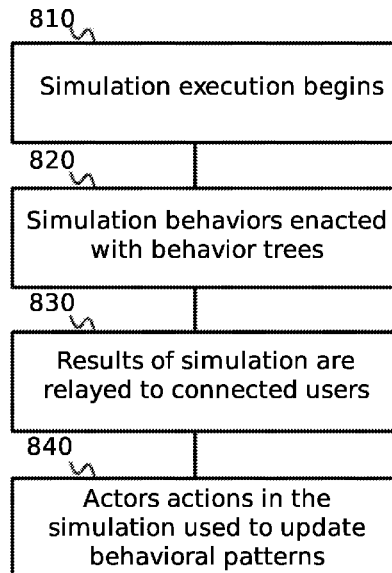 810
Simulation execution begins
820
Simulation behaviors enacted
with behavior trees
830
Results of simulation are
relayed to connected users
840
Actors actions in the
simulation used to update
behavioral patterns